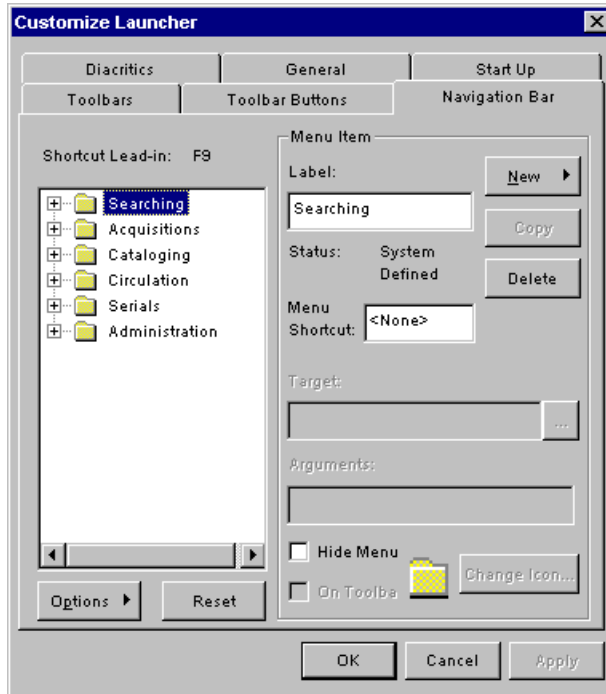 Customize Launcher
Diacritics General Start Up
Toolbars Toolbar Buttons Navigation Bar
Shortcut Lead-in: F9
Searching
Acquisitions
Cataloging
Circulation
Serials
Administration
Options
Reset
Menu Item
Label:
Searching
Status: System
Defined
Menu
Shortcut: <None>
Target:
...
Arguments:
Hide Menu
On Toolba
Change Icon...
New
Copy
Delete
OK Cancel Apply